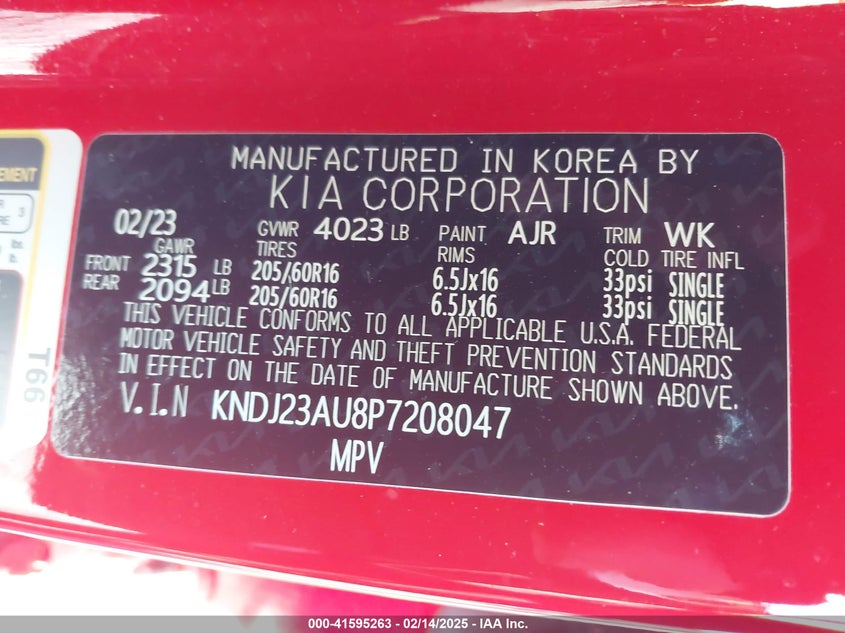 MANUFACTURED IN KOREA BY
KIA CORPORATION
02/23 GVWR 4023 LB PAINT AJR TRIM WK
GAWR TIRES RIMS COLD TIRE INFL
FRONT 2315 LB 205/60R16 6.5Jx16 33psi SINGLE
REAR 2094 LB 205/60R16 6.5Jx16 33psi SINGLE
THIS VEHICLE CONFORMS TO ALL APPLICABLE U.S.A. FEDERAL
MOTOR VEHICLE SAFETY AND THEFT PREVENTION STANDARDS
IN EFFECT ON THE DATE OF MANUFACTURE SHOWN ABOVE.
V.I.N KNDJ23AU8P7208047
MPV
T66
3
lb.
000-41595263 - 02/14/2025 - IAA Inc.